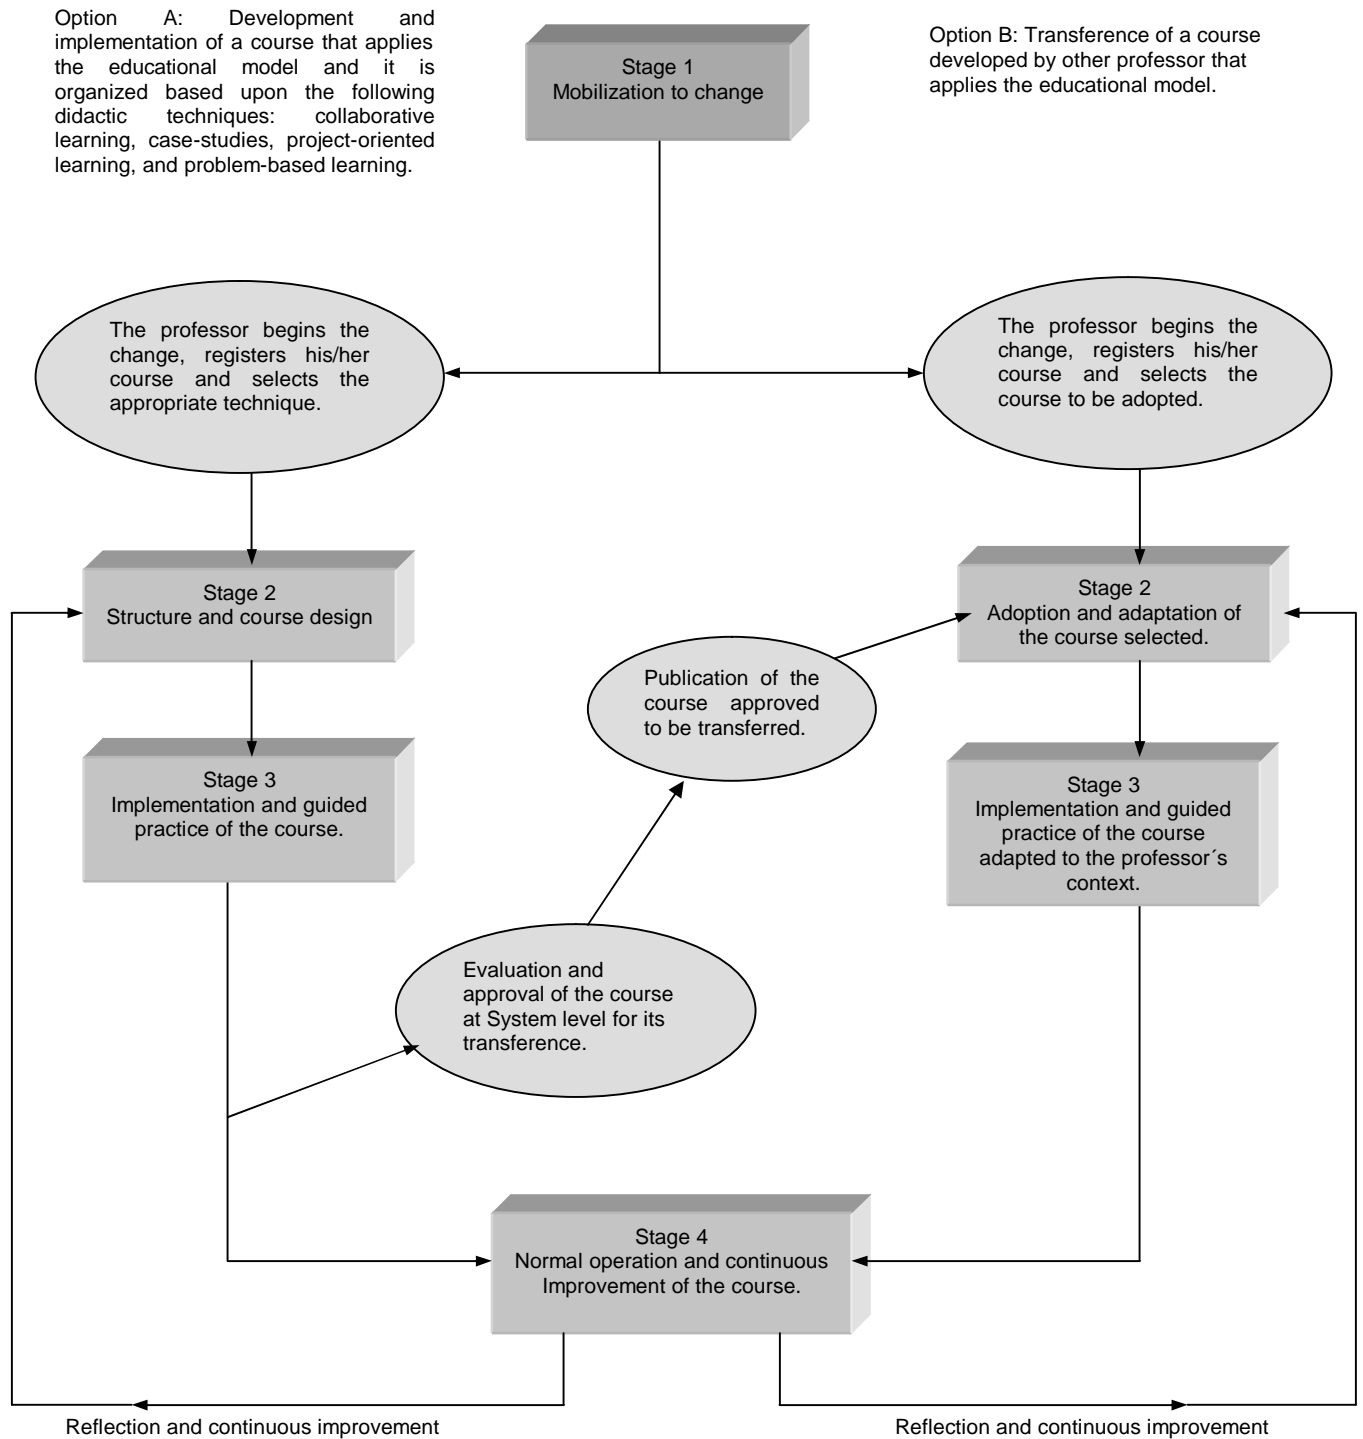 Option A: Development and
implementation of a course that applies
the educational model and it is
organized based upon the following
didactic techniques: collaborative
learning, case-studies, project-oriented
learning, and problem-based learning.
Stage 1
Mobilization to change
Option B: Transference of a course
developed by other professor that
applies the educational model.
The professor begins the
change, registers his/her
course and selects the
appropriate technique.
The professor begins the
change, registers his/her
course and selects the
course to be adopted.
Stage 2
Structure and course design
Stage 2
Adoption and adaptation of
the course selected.
Publication of the
course approved
to be transferred.
Stage 3
Implementation and guided
practice of the course.
Stage 3
Implementation and guided
practice of the course
adapted to the professor´s
context.
Evaluation and
approval of the course
at System level for its
transference.
Stage 4
Normal operation and continuous
Improvement of the course.
Reflection and continuous improvement
Reflection and continuous improvement